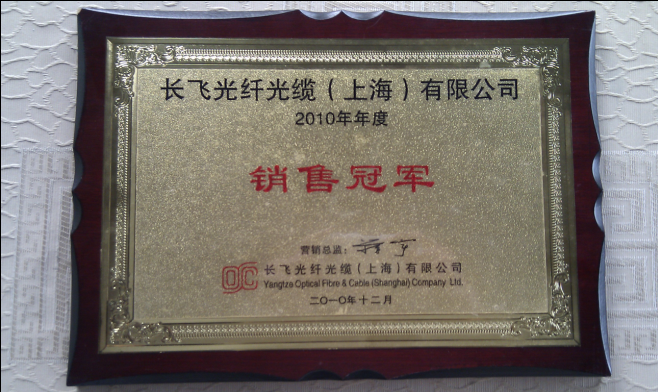 长飞光纤光缆（上海）有限公司
2010年年度
销售冠军
营销总监：
长飞光纤光缆（上海）有限公司
Yangtze Optical Fibre & Cable (Shanghai) Company Ltd.
二〇一〇年十二月